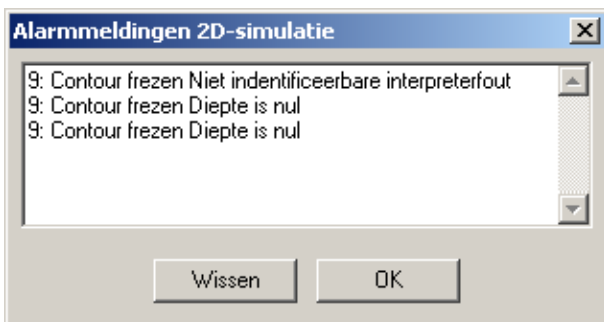 Alarmmeldingen 2D-simulatie
9: Contour frezen Niet indentificeerbare interpreterfout
9: Contour frezen Diepte is nul
9: Contour frezen Diepte is nul
Wissen OK